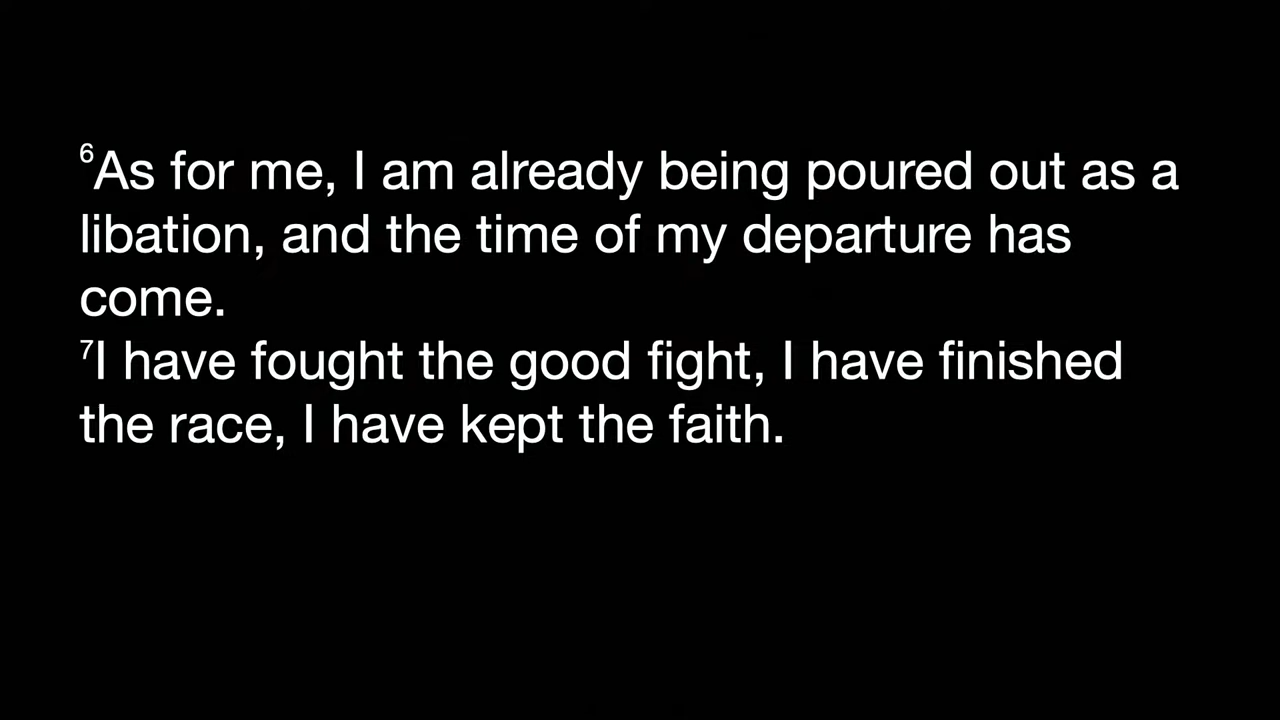 ⁶As for me, I am already being poured out as a
libation, and the time of my departure has
come.
⁷I have fought the good fight, I have finished
the race, I have kept the faith.